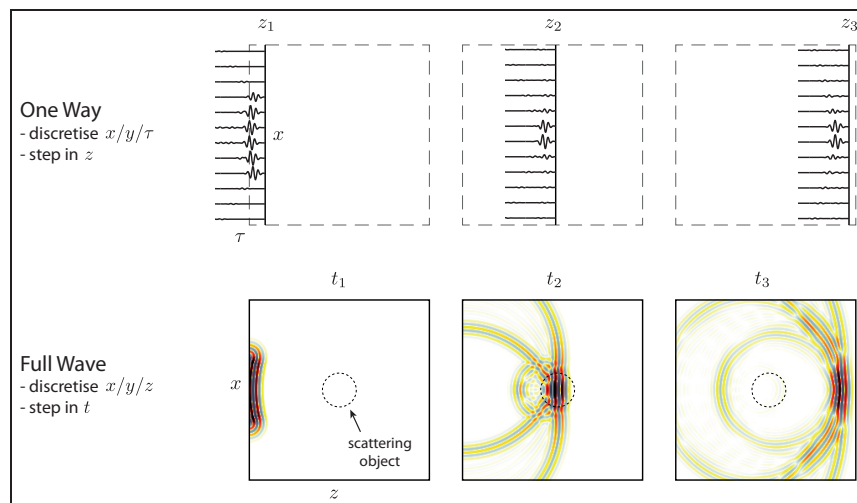 z₁ z₂ z₃
One Way
- discretise x/y/τ
- step in z
x
τ
t₁ t₂ t₃
Full Wave
- discretise x/y/z
- step in t
x
scattering
object
z